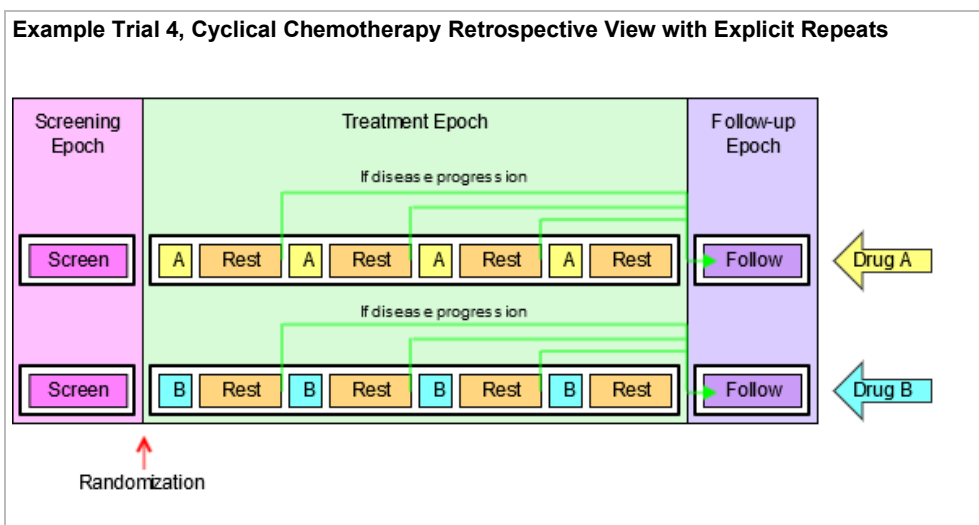 Example Trial 4, Cyclical Chemotherapy Retrospective View with Explicit Repeats
Screening
Epoch
Treatment Epoch
Follow-up
Epoch
If disease progression
Screen A Rest A Rest A Rest A Rest Follow Drug A
If disease progression
Screen B Rest B Rest B Rest B Rest Follow Drug B
Randomization